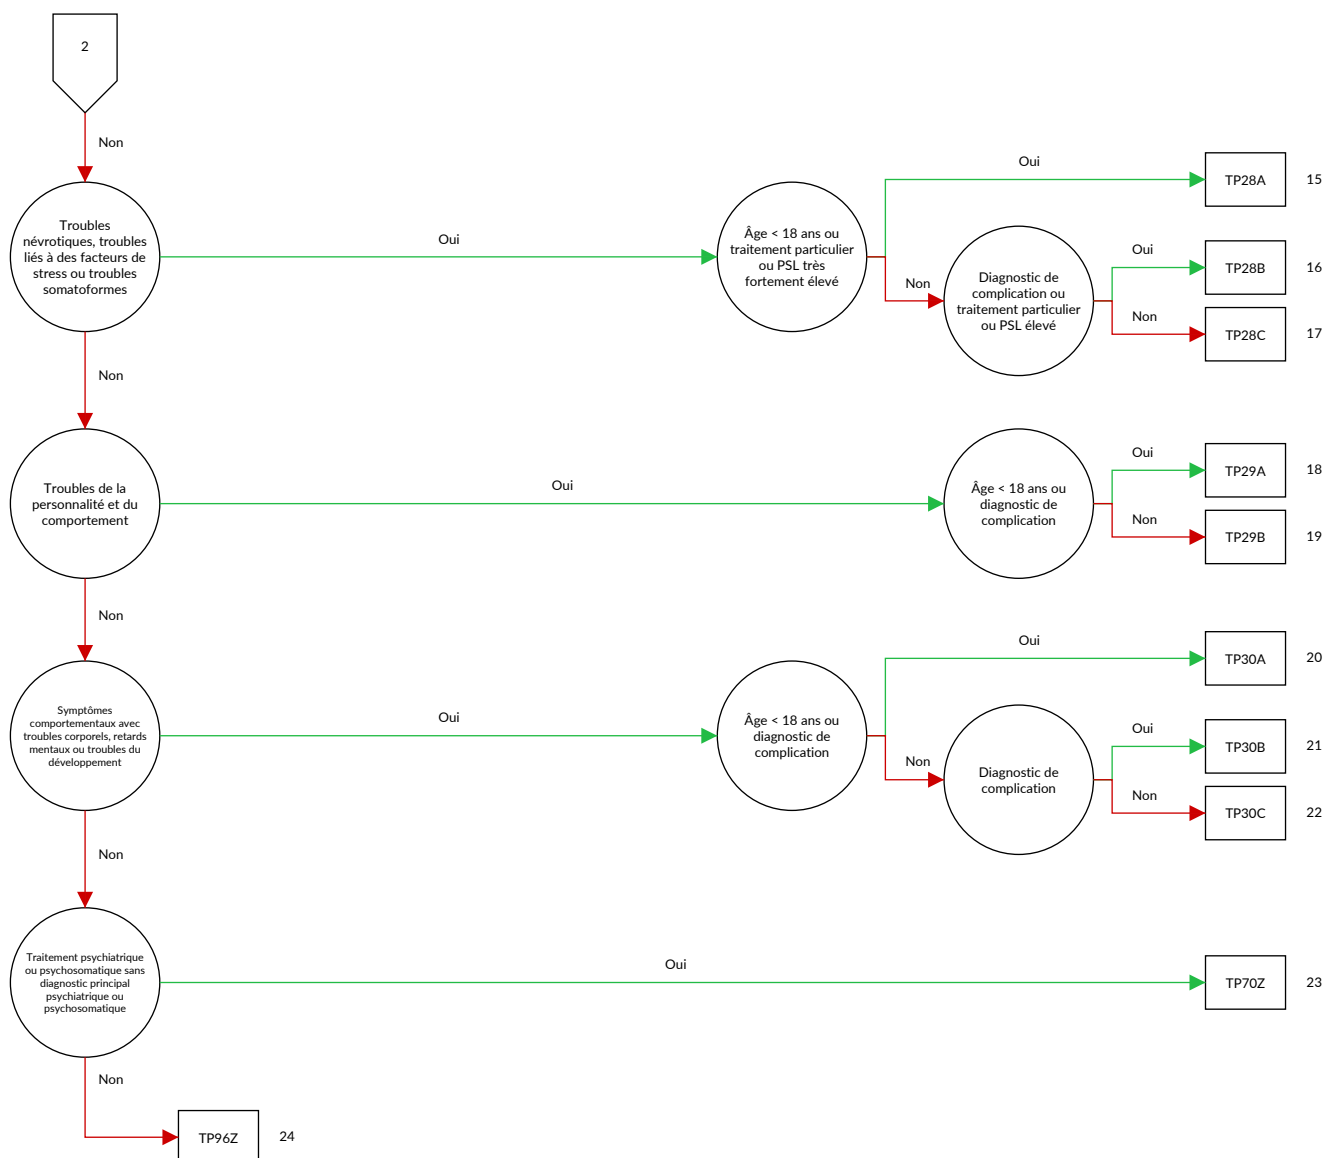 2
Non
Troubles
névrotiques, troubles
liés à des facteurs de
stress ou troubles
somatoformes
Oui
Âge < 18 ans ou
traitement particulier
ou PSL très
fortement élevé
Oui
TP28A
15
Non
Diagnostic de
complication ou
traitement particulier
ou PSL élevé
Oui
TP28B
16
Non
TP28C
17
Non
Troubles de la
personnalité et du
comportement
Oui
Âge < 18 ans ou
diagnostic de
complication
Oui
TP29A
18
Non
TP29B
19
Non
Symptômes
comportementaux avec
troubles corporels, retards
mentaux ou troubles du
développement
Oui
Âge < 18 ans ou
diagnostic de
complication
Oui
TP30A
20
Non
Diagnostic de
complication
Oui
TP30B
21
Non
TP30C
22
Non
Traitement psychiatrique
ou psychosomatique sans
diagnostic principal
psychiatrique ou
psychosomatique
Oui
TP70Z
23
Non
TP96Z
24